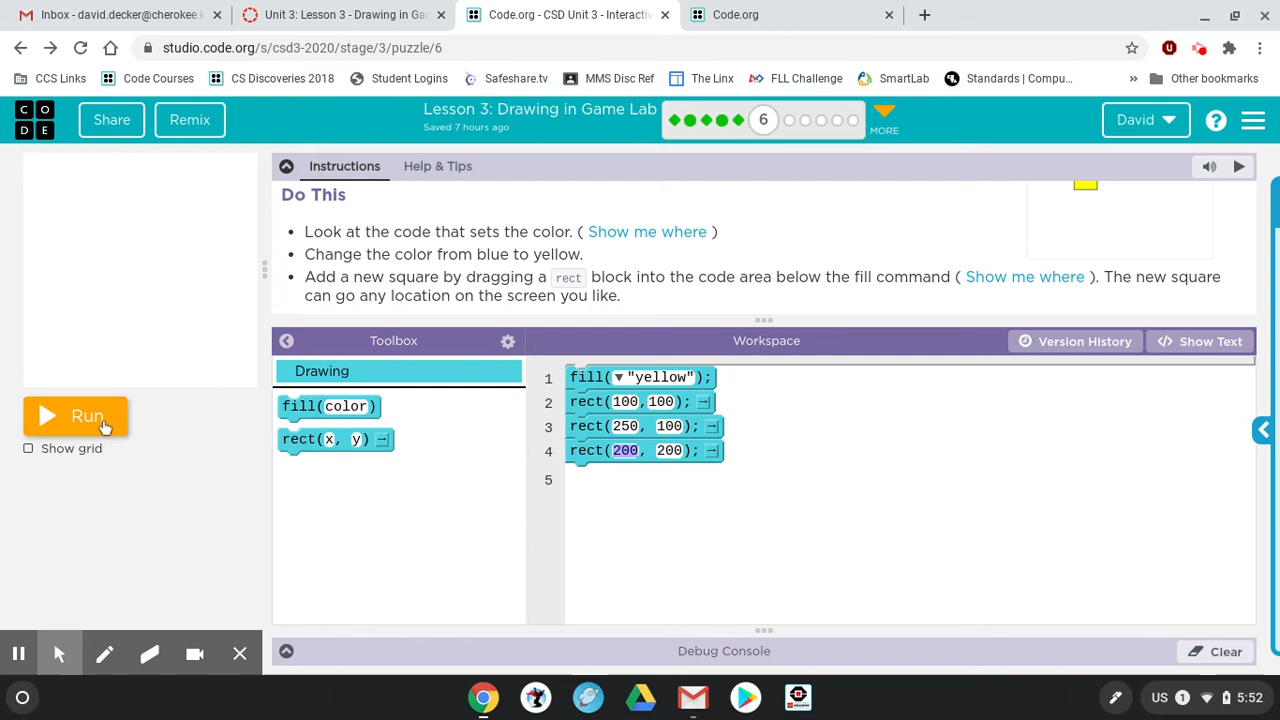 Inbox - david.decker@cherokee.k
Unit 3: Lesson 3 - Drawing in Gar
Code.org - CSD Unit 3 - Interactiv
Code.org
studio.code.org/s/csd3-2020/stage/3/puzzle/6
CCS Links
Code Courses
CS Discoveries 2018
Student Logins
Safeshare.tv
MMS Disc Ref
The Linx
FLL Challenge
SmartLab
Standards | Compu...
Other bookmarks
C O D E
Share
Remix
Lesson 3: Drawing in Game Lab
Saved 7 hours ago
6
MORE
David
Instructions
Help & Tips
Do This
• Look at the code that sets the color. ( Show me where )
• Change the color from blue to yellow.
• Add a new square by dragging a rect block into the code area below the fill command ( Show me where ). The new square
can go any location on the screen you like.
Toolbox
Workspace
Version History
Show Text
Drawing
fill(color)
rect(x, y)
1 fill( "yellow");
2 rect(100,100);
3 rect(250, 100);
4 rect(200, 200);
5
Run
Show grid
Debug Console
Clear
US 1 5:52